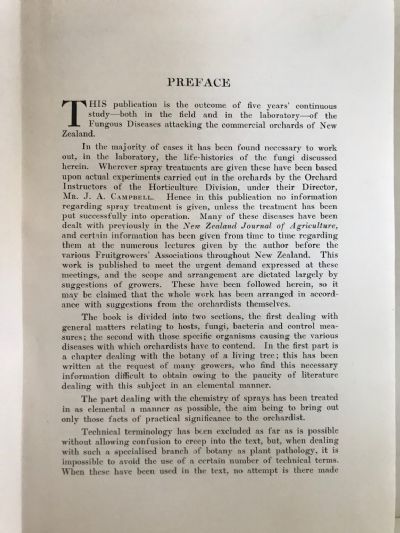 PREFACE
THIS publication is the outcome of five years' continuous
study—both in the field and in the laboratory—of the
Fungous Diseases attacking the commercial orchards of New
Zealand.
In the majority of cases it has been found necessary to work
out, in the laboratory, the life-histories of the fungi discussed
herein. Wherever spray treatments are given these have been based
upon actual experiments carried out in the orchards by the Orchard
Instructors of the Horticulture Division, under their Director,
MR. J. A. CAMPBELL. Hence in this publication no information
regarding spray treatment is given, unless the treatment has been
put successfully into operation. Many of these diseases have been
dealt with previously in the New Zealand Journal of Agriculture,
and certain information has been given from time to time regarding
them at the numerous lectures given by the author before the
various Fruitgrowers' Associations throughout New Zealand. This
work is published to meet the urgent demand expressed at these
meetings, and the scope and arrangement are dictated largely by
suggestions of growers. These have been followed herein, so it
may be claimed that the whole work has been arranged in accord-
ance with suggestions from the orchardists themselves.
The book is divided into two sections, the first dealing with
general matters relating to hosts, fungi, bacteria and control mea-
sures; the second with those specific organisms causing the various
diseases with which orchardists have to contend. In the first part is
a chapter dealing with the botany of a living tree; this has been
written at the request of many growers, who find this necessary
information difficult to obtain owing to the paucity of literature
dealing with this subject in an elemental manner.
The part dealing with the chemistry of sprays has been treated
in as elemental a manner as possible, the aim being to bring out
only those facts of practical significance to the orchardist.
Technical terminology has been excluded as far as is possible
without allowing confusion to creep into the text, but, when dealing
with such a specialised branch of botany as plant pathology, it is
impossible to avoid the use of a certain number of technical terms.
When these have been used in the text, no attempt is there made